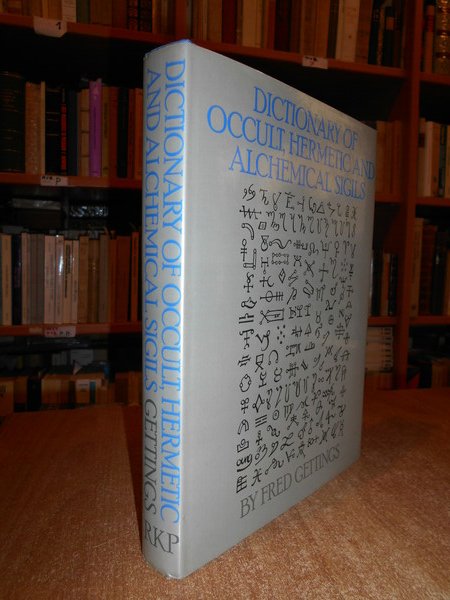 DICTIONARY OF OCCULT HERMETIC
AND ALCHEMICAL SIGILS GETTINGS
RKP
DICTIONARY OF
OCCULT, HERMETIC AND
ALCHEMICAL SIGILS
BY FRED GETTINGS
1